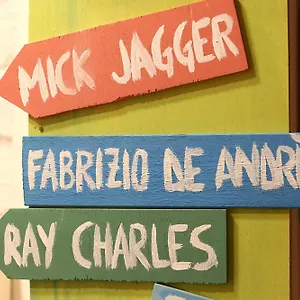 MICK JAGGER
FABRIZIO DE ANDR
RAY CHARLES